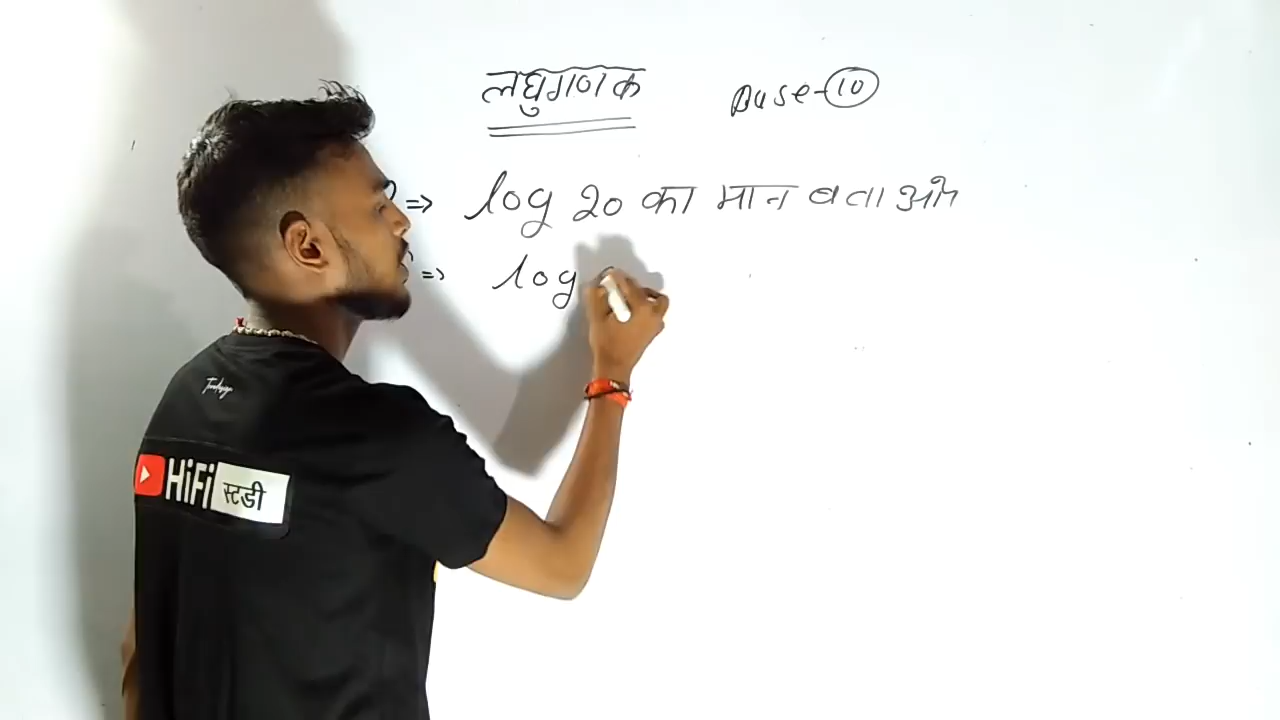 लघुगणक Base-10
=> log 20 का मान बताओ
=> log
HiFi स्टडी